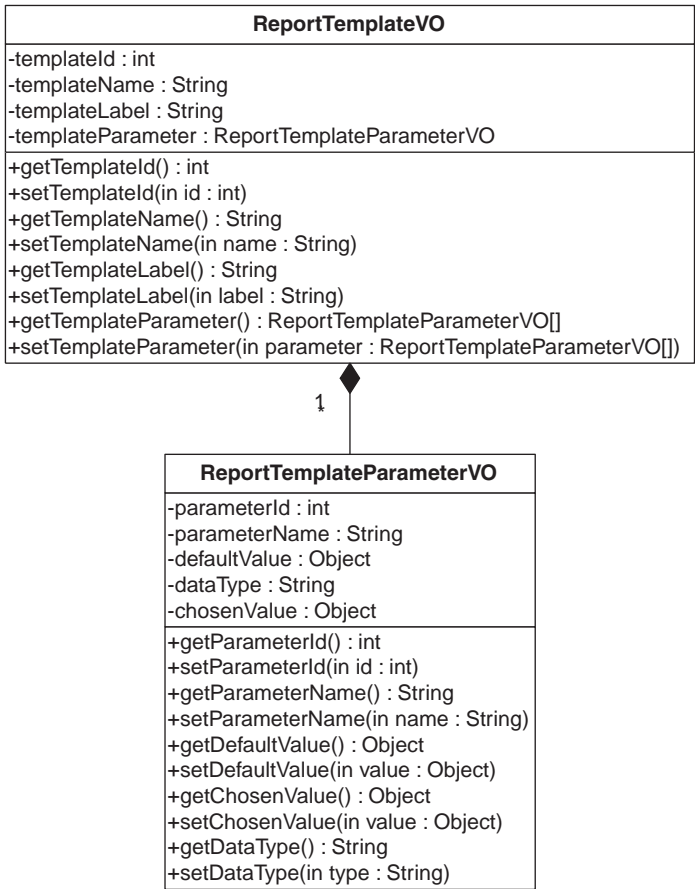 ReportTemplateVO
-templateId : int
-templateName : String
-templateLabel : String
-templateParameter : ReportTemplateParameterVO
+getTemplateId() : int
+setTemplateId(in id : int)
+getTemplateName() : String
+setTemplateName(in name : String)
+getTemplateLabel() : String
+setTemplateLabel(in label : String)
+getTemplateParameter() : ReportTemplateParameterVO[]
+setTemplateParameter(in parameter : ReportTemplateParameterVO[])
1
*
ReportTemplateParameterVO
-parameterId : int
-parameterName : String
-defaultValue : Object
-dataType : String
-chosenValue : Object
+getParameterId() : int
+setParameterId(in id : int)
+getParameterName() : String
+setParameterName(in name : String)
+getDefaultValue() : Object
+setDefaultValue(in value : Object)
+getChosenValue() : Object
+setChosenValue(in value : Object)
+getDataType() : String
+setDataType(in type : String)